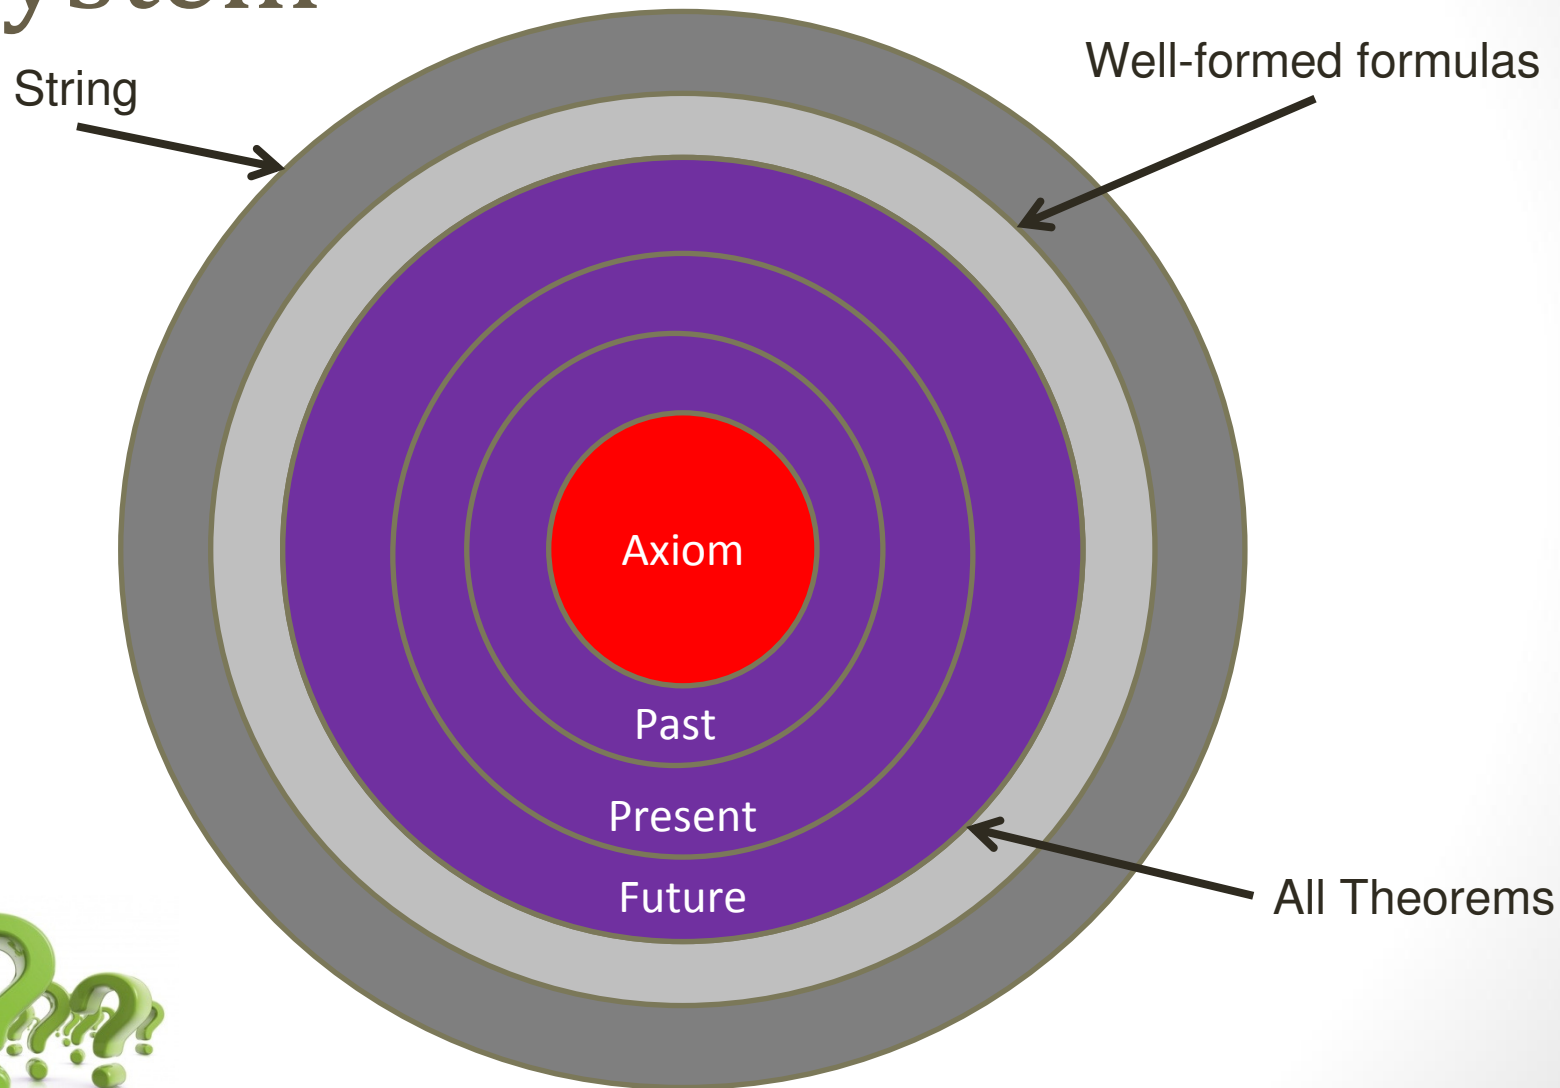 String
Well-formed formulas
Axiom
Past
Present
Future
All Theorems